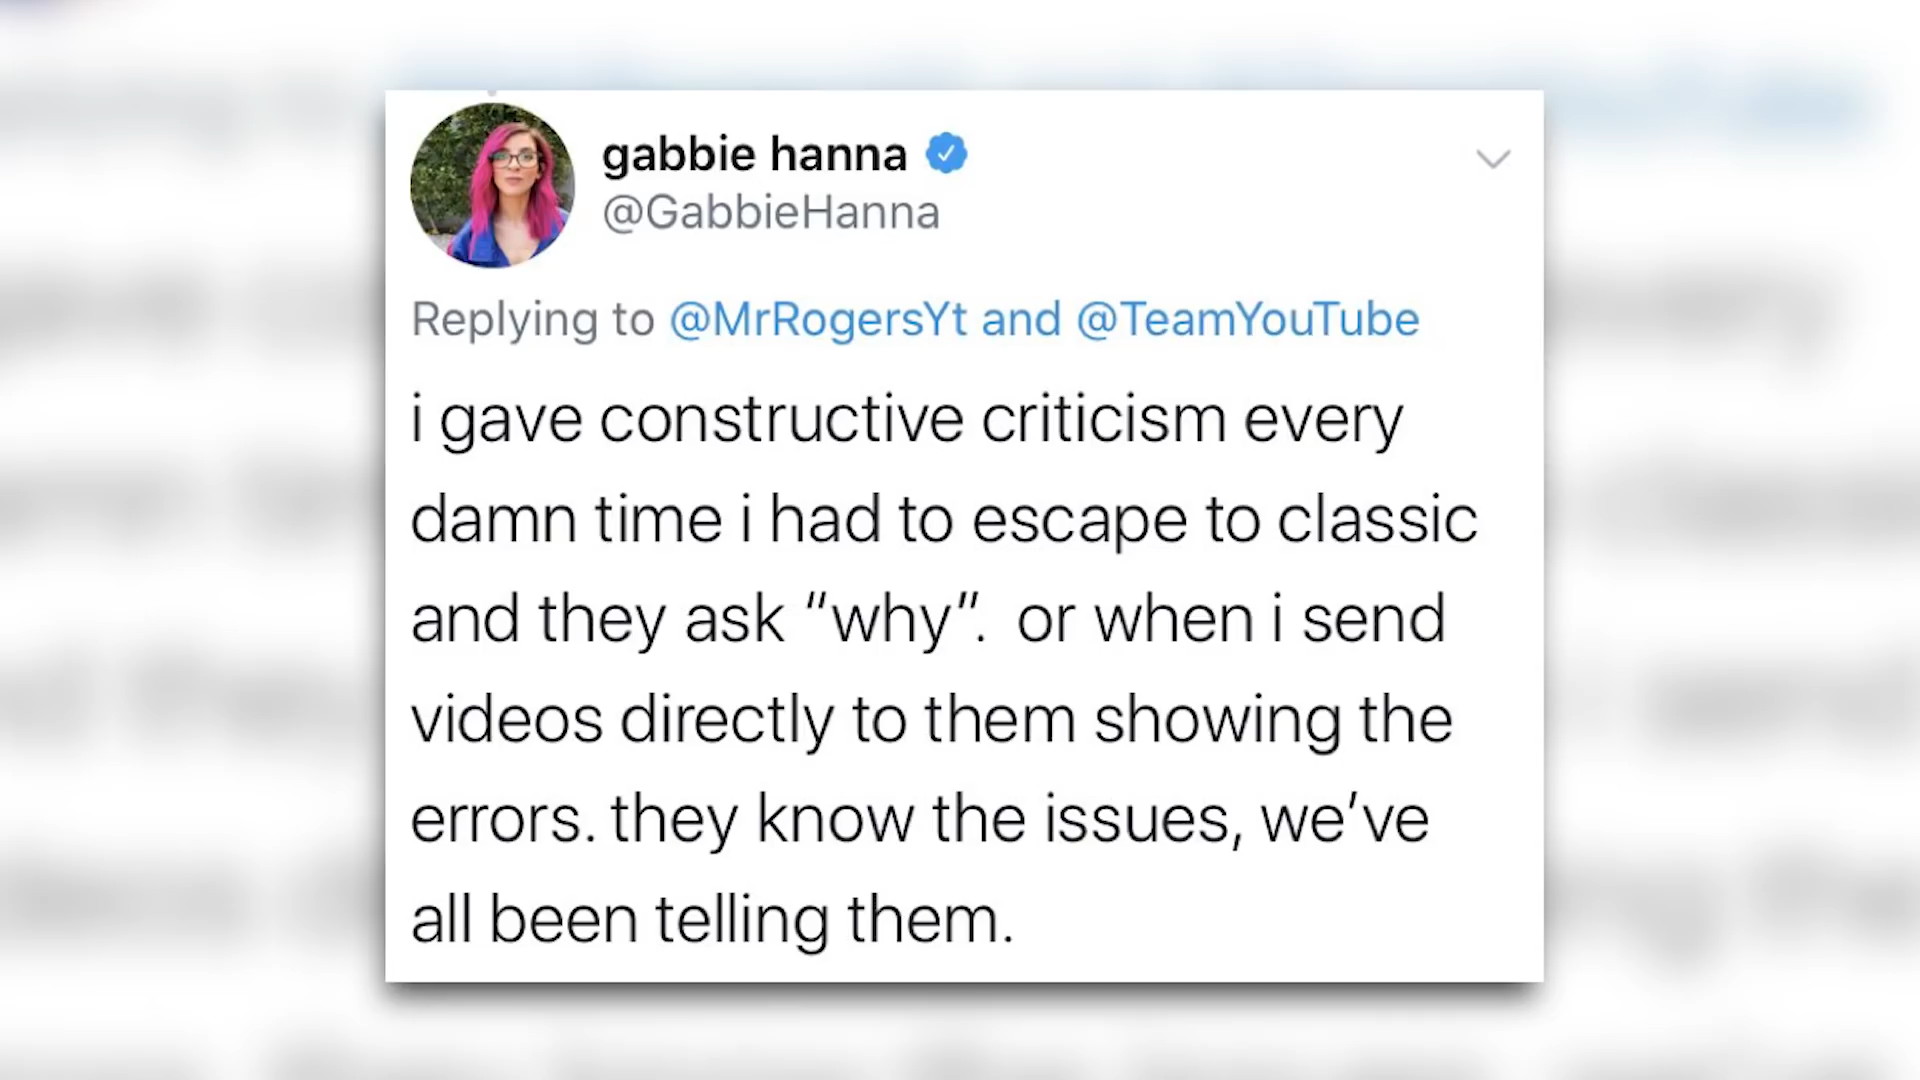 gabbie hanna
@GabbieHanna
Replying to @MrRogersYt and @TeamYouTube
i gave constructive criticism every
damn time i had to escape to classic
and they ask “why”.  or when i send
videos directly to them showing the
errors. they know the issues, we’ve
all been telling them.